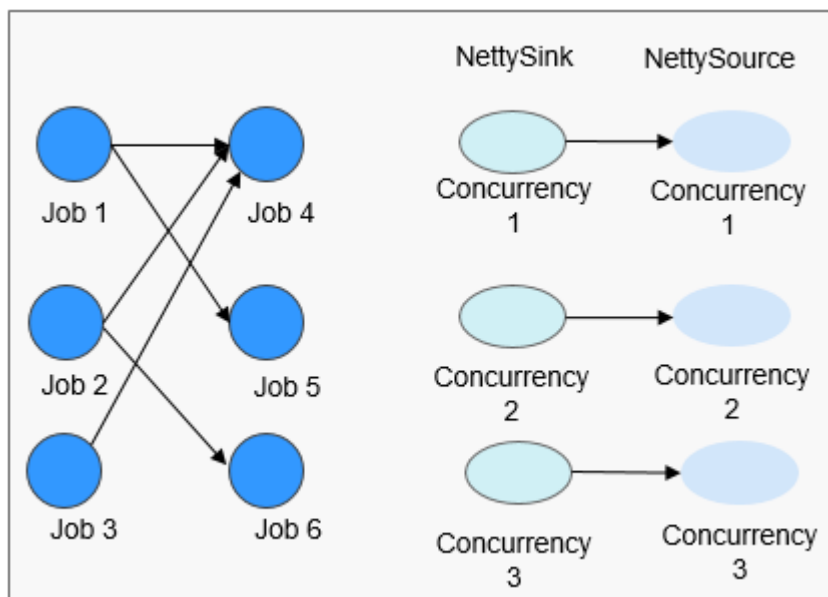 NettySink
NettySource
Job 1
Job 4
Concurrency
1
Concurrency
1
Job 2
Job 5
Concurrency
2
Concurrency
2
Job 3
Job 6
Concurrency
3
Concurrency
3